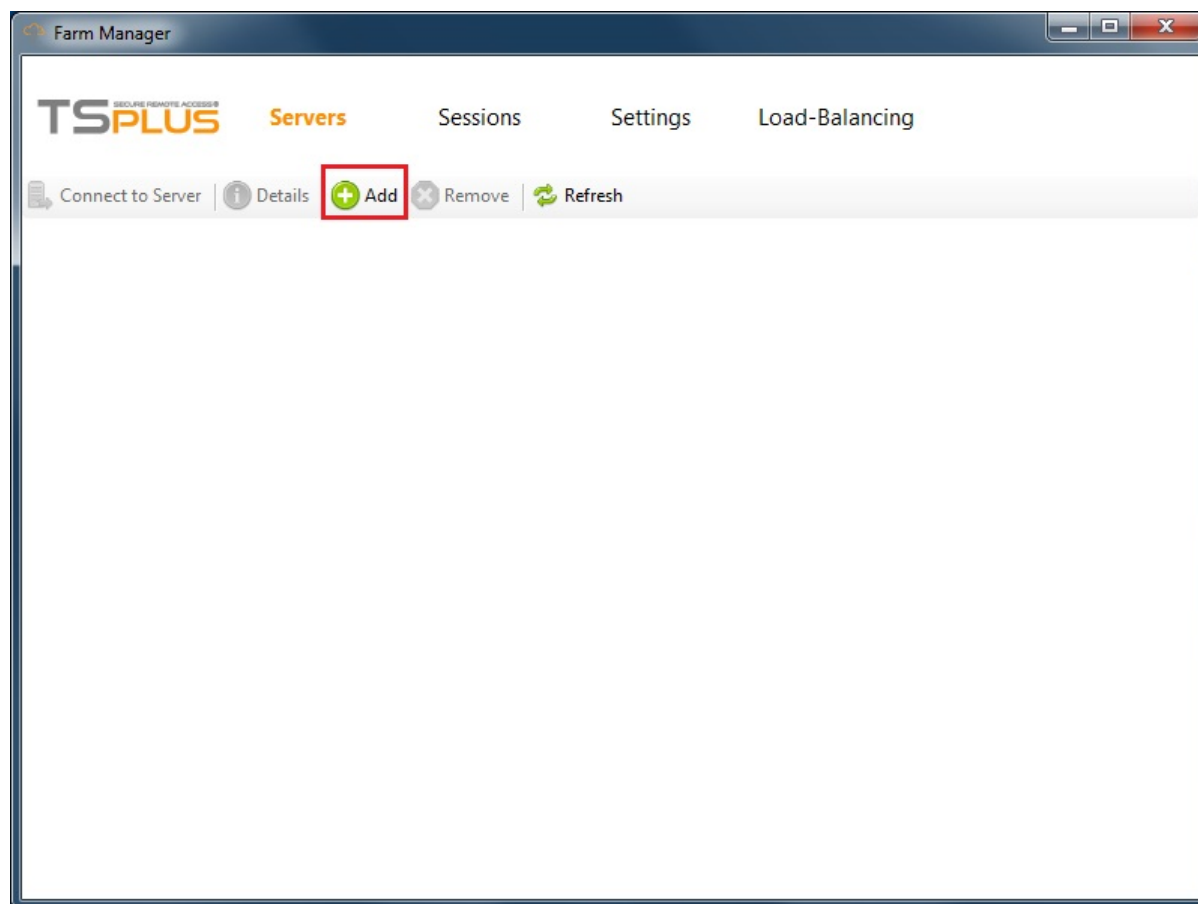 Farm Manager
TSPLUS SECURE REMOTE ACCESS®
Servers Sessions Settings Load-Balancing
Connect to Server Details Add Remove Refresh